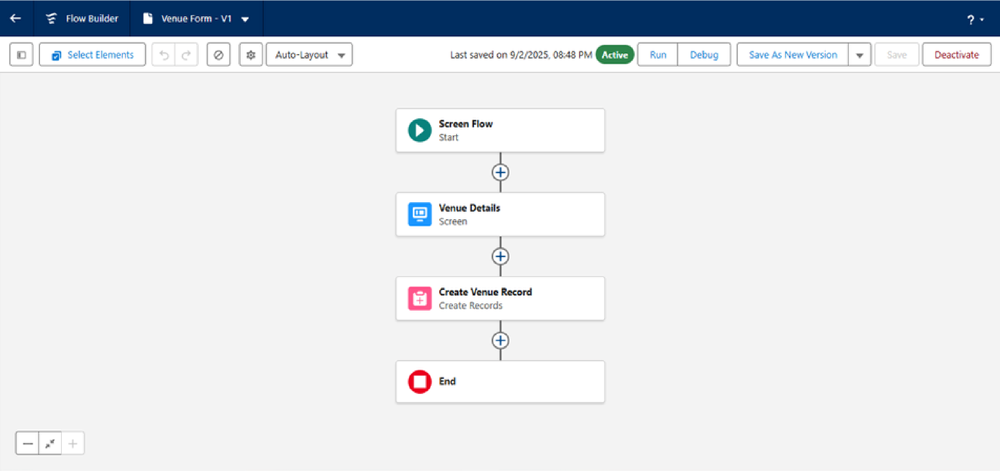 Flow Builder
Venue Form - V1
?
Select Elements
Auto-Layout
Last saved on 9/2/2025, 08:48 PM
Active
Run
Debug
Save As New Version
Save
Deactivate
Screen Flow
Start
Venue Details
Screen
Create Venue Record
Create Records
End